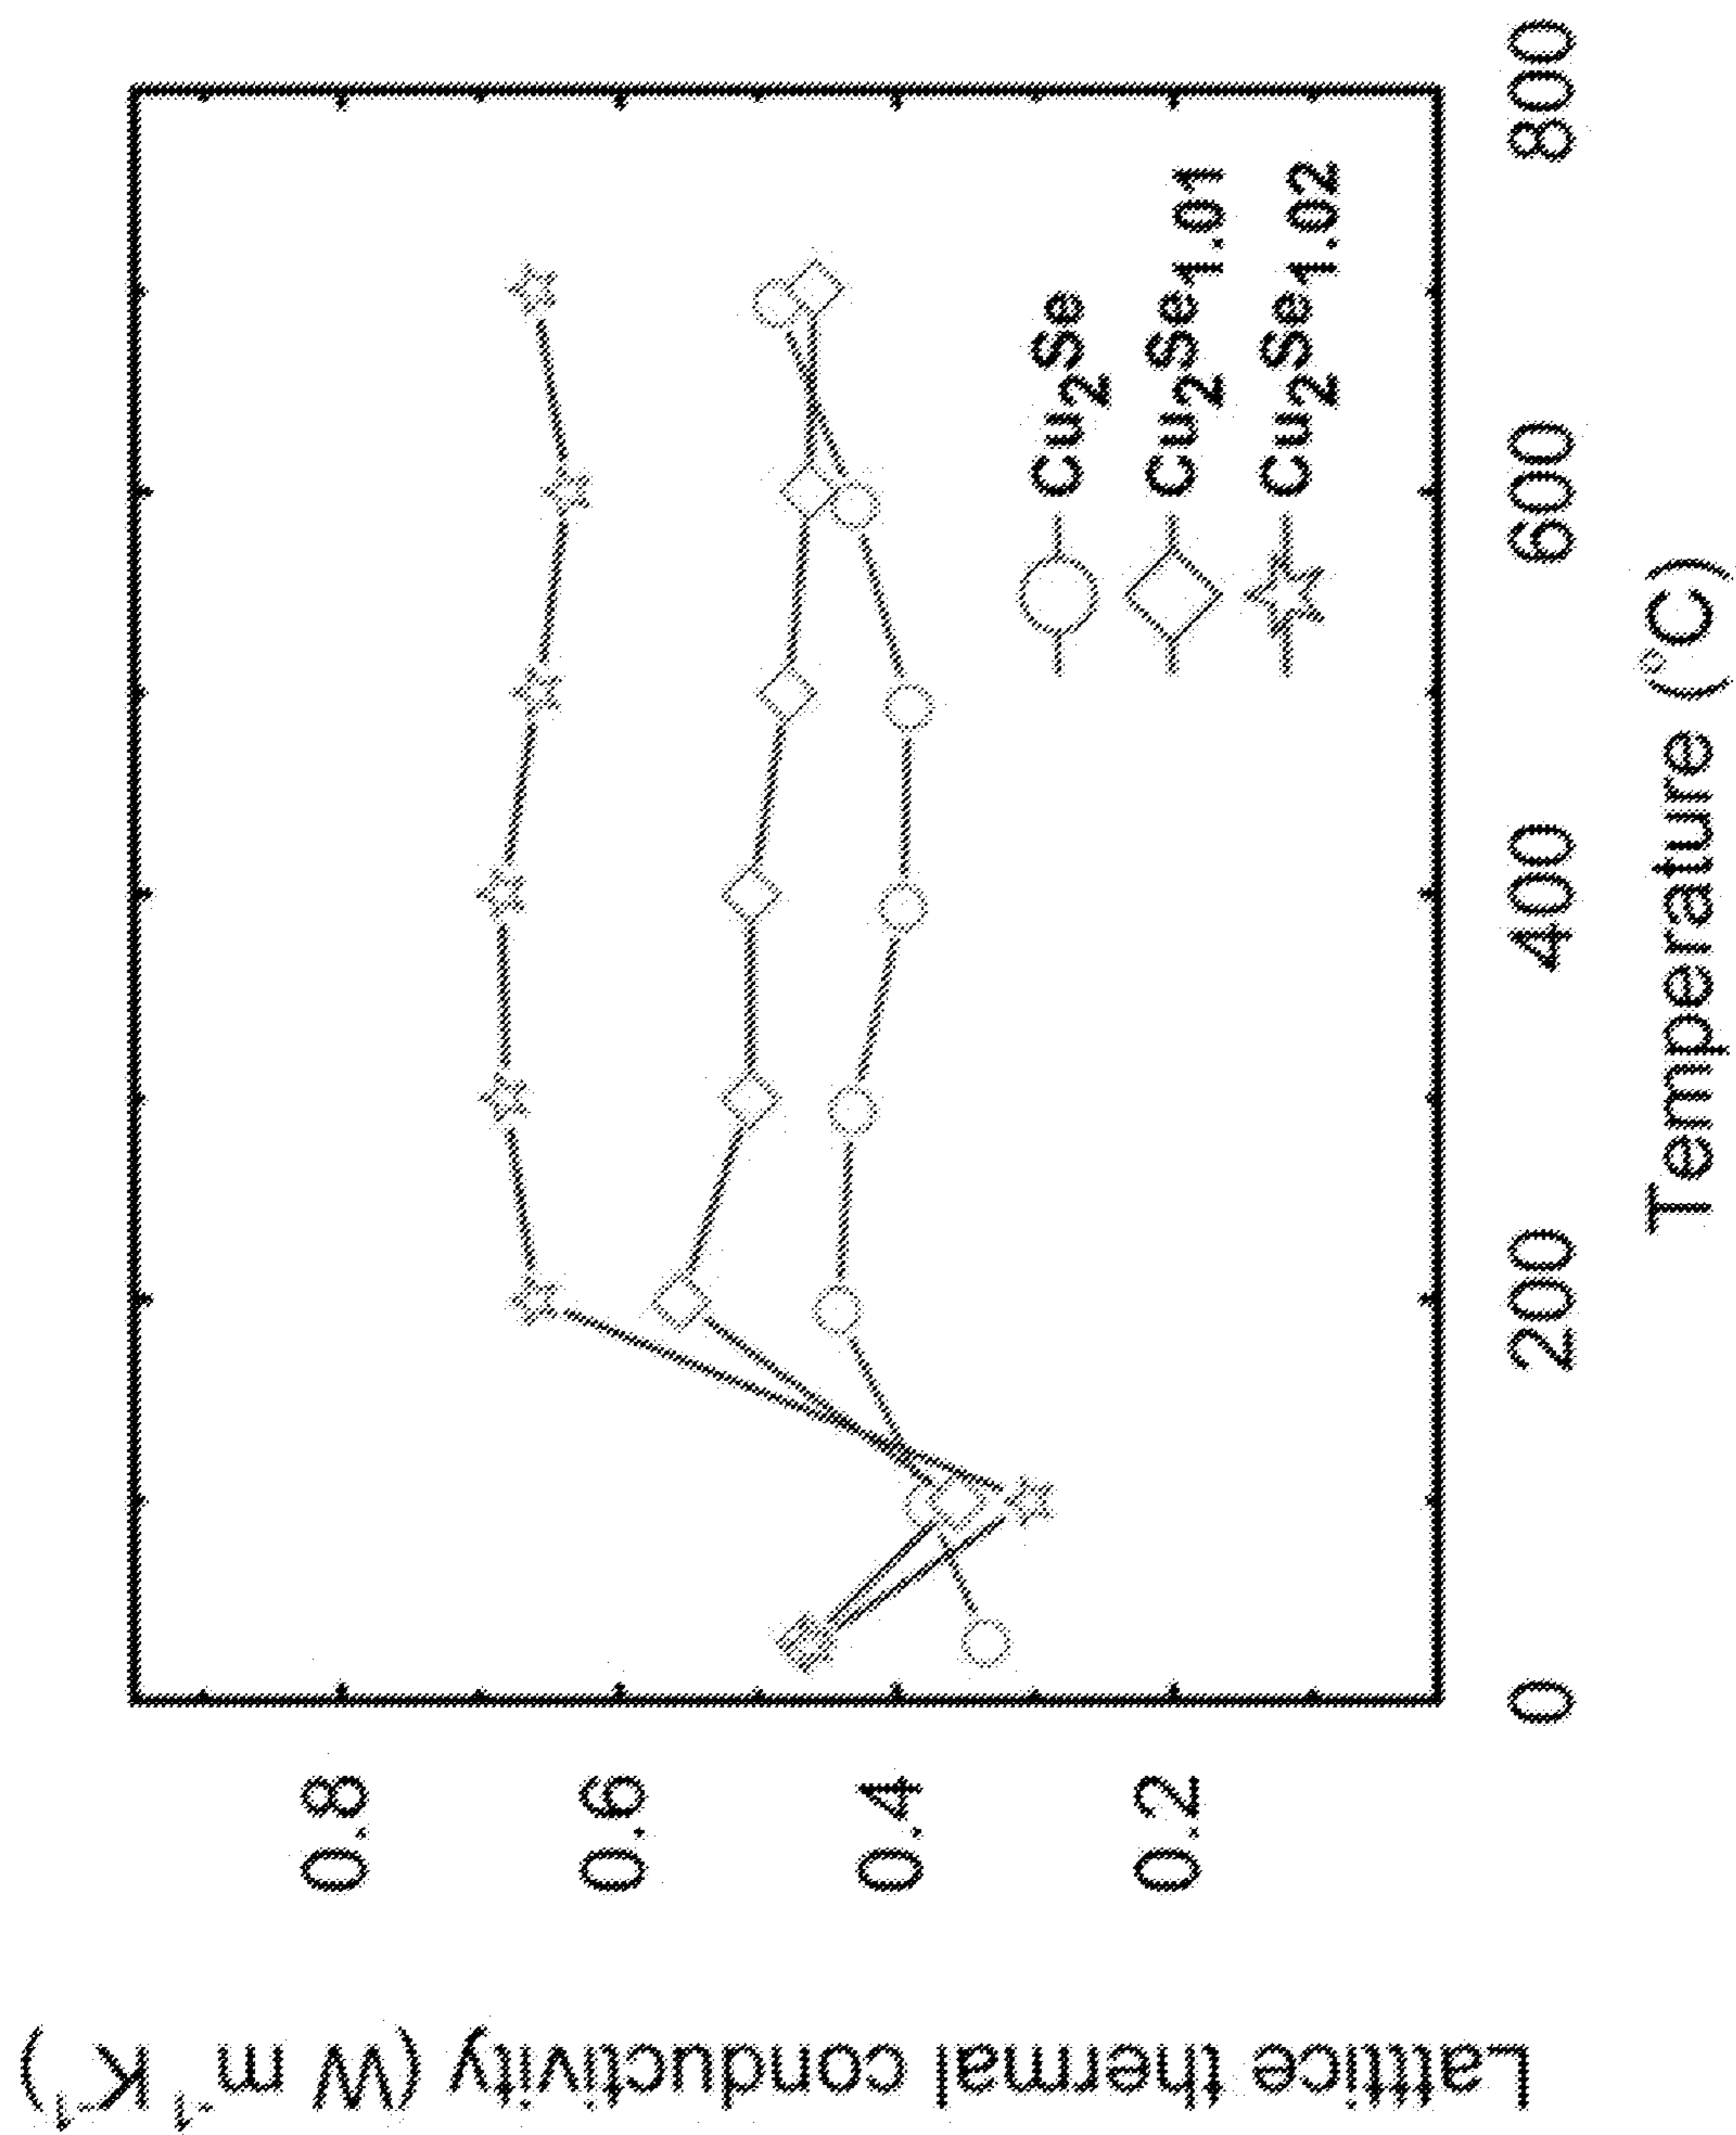 Lattice thermal conductivity (W m⁻¹ K⁻¹)
0.8
0.6
0.4
0.2
Cu₂Se
Cu₂Se₁.₀₁
Cu₂Se₁.₀₂
0 200 400 600 800
Temperature (°C)